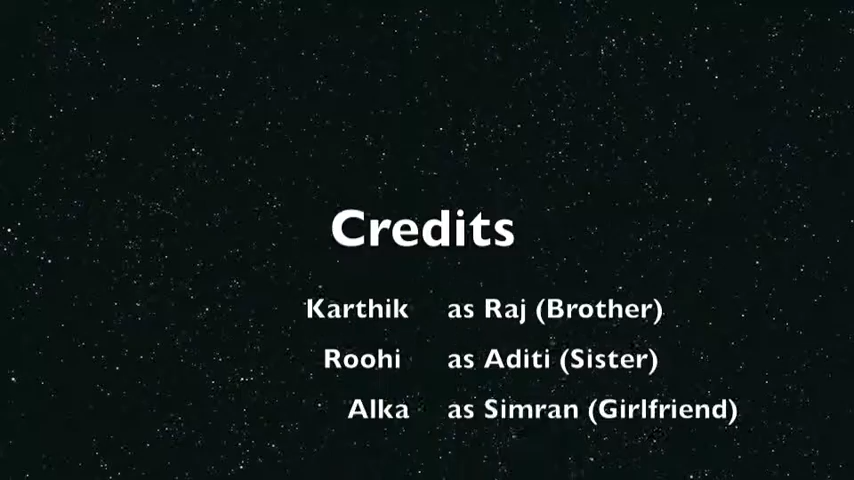 Credits
Karthik as Raj (Brother)
Roohi as Aditi (Sister)
Alka as Simran (Girlfriend)